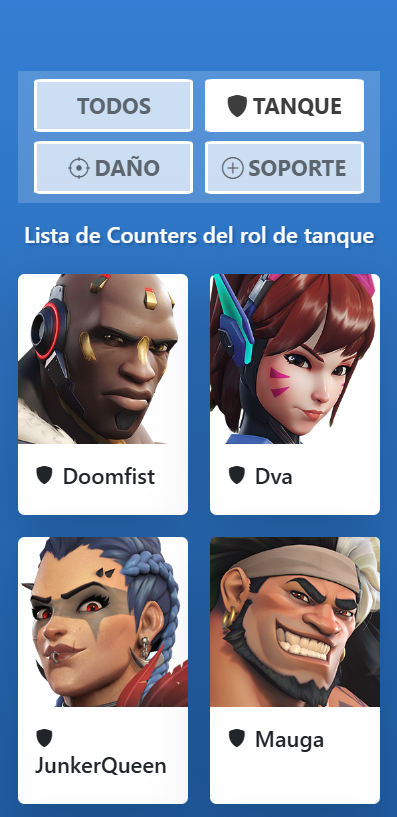 TODOS
TANQUE
DAÑO
SOPORTE
Lista de Counters del rol de tanque
Doomfist
Dva
JunkerQueen
Mauga